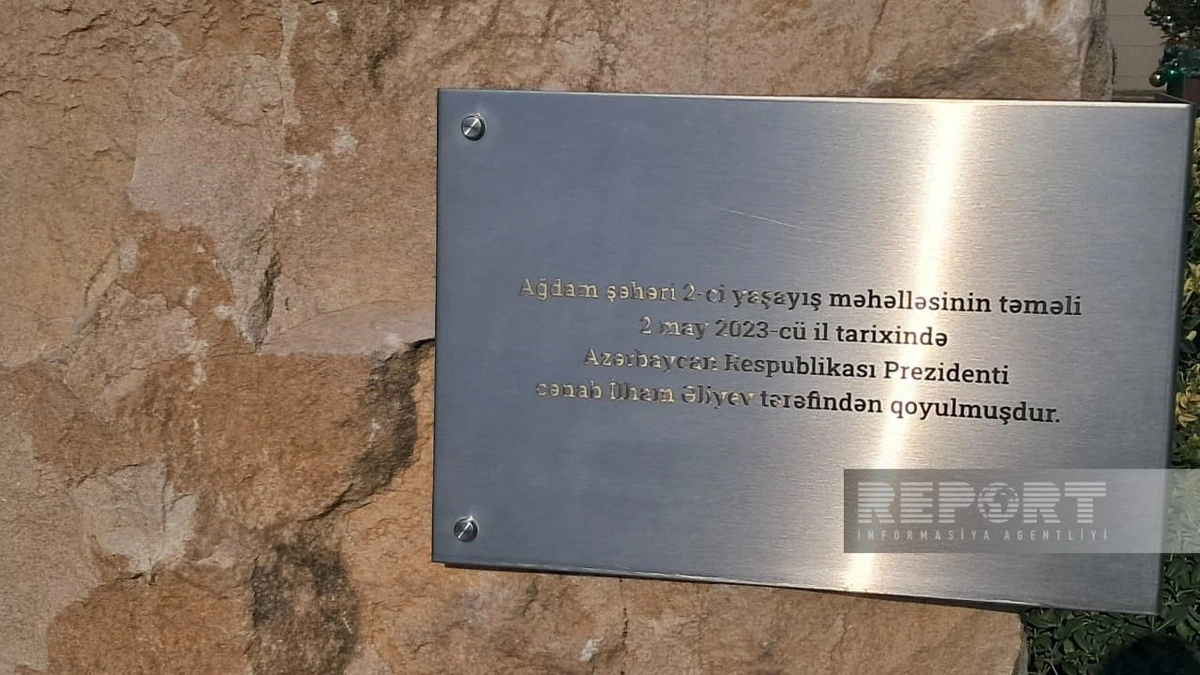 Ağdam şəhəri 2-ci yaşayış məhəlləsinin təməli
2 may 2023-cü il tarixində
Azərbaycan Respublikası Prezidenti
cənab İlham Əliyev tərəfindən qoyulmuşdur.
REPORT
İNFORMASİYA AGENTLİYİ